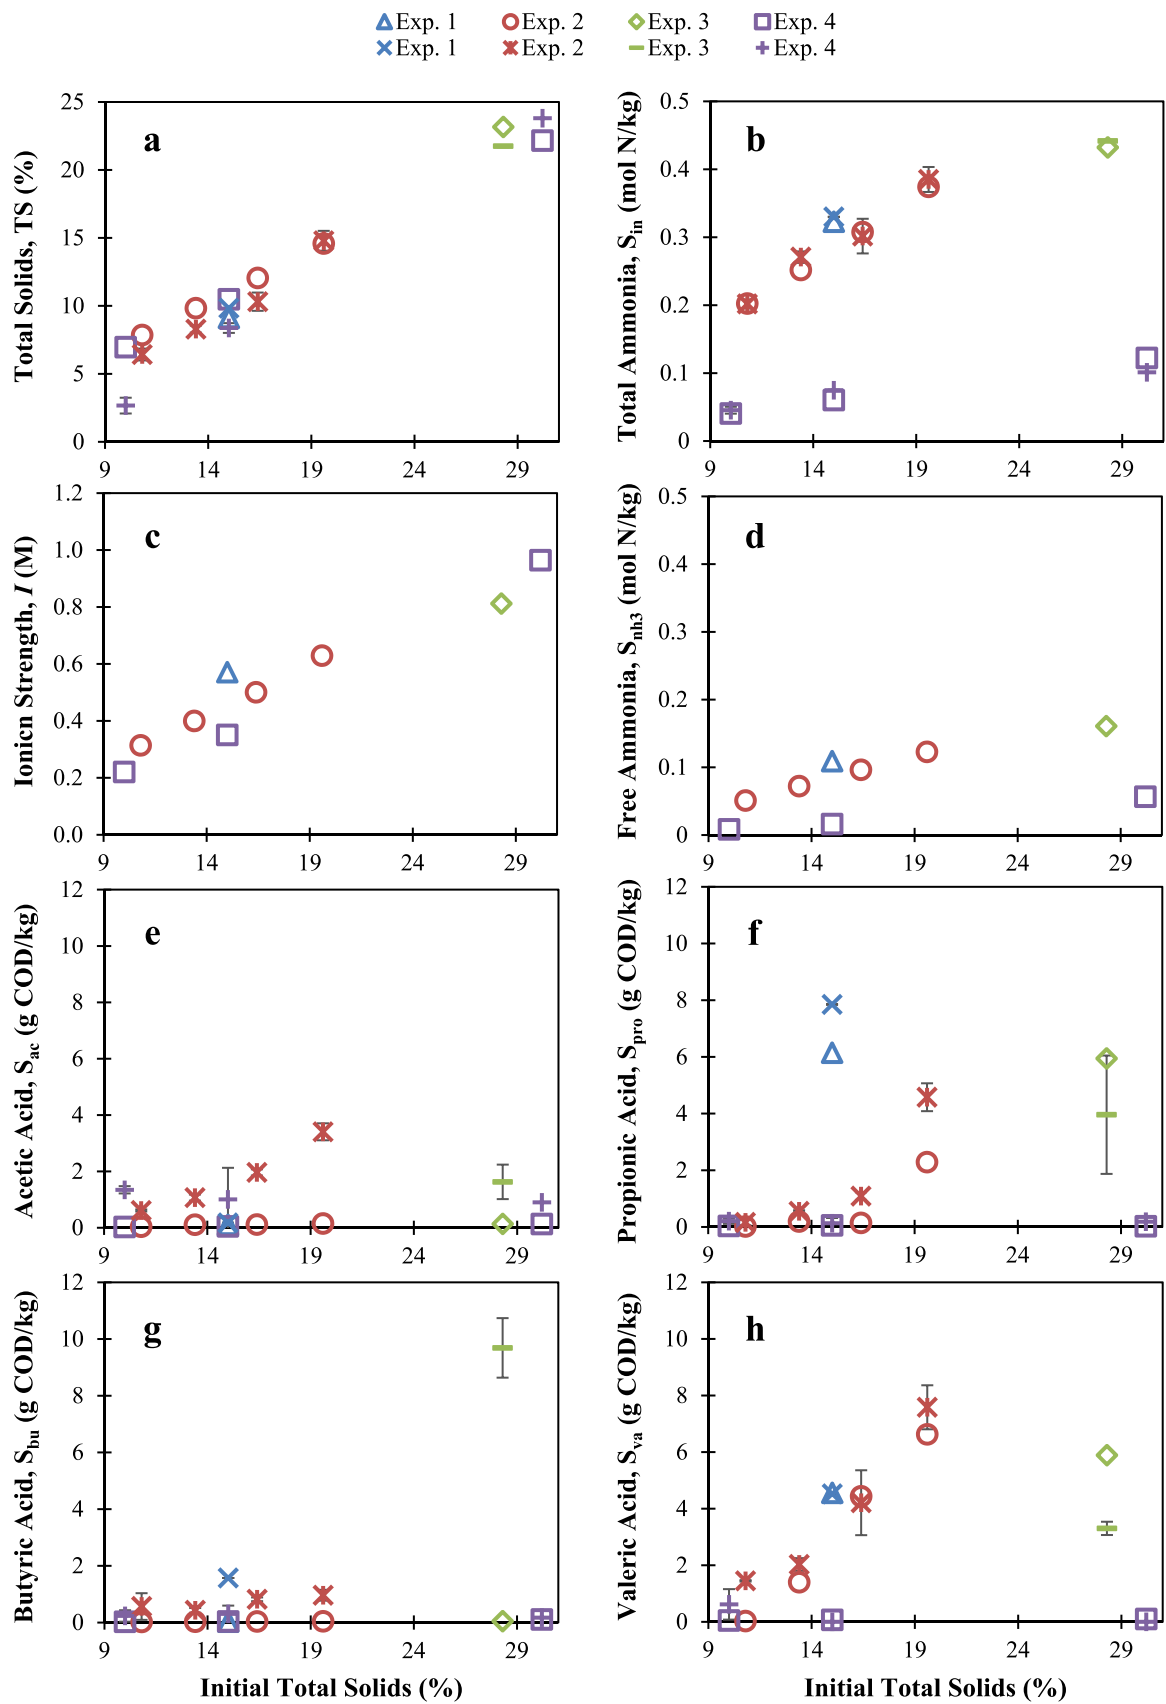 Exp. 1 Exp. 2 Exp. 3 Exp. 4
Exp. 1 Exp. 2 Exp. 3 Exp. 4
a
Total Solids, TS (%)
25
20
15
10
5
0
9 14 19 24 29
b
Total Ammonia, Sin (mol N/kg)
0.5
0.4
0.3
0.2
0.1
0
9 14 19 24 29
c
Ionicn Strength, I (M)
1.2
1.0
0.8
0.6
0.4
0.2
0.0
9 14 19 24 29
d
Free Ammonia, Snh3 (mol N/kg)
0.5
0.4
0.3
0.2
0.1
0
9 14 19 24 29
e
Acetic Acid, Sac (g COD/kg)
12
10
8
6
4
2
0
9 14 19 24 29
f
Propionic Acid, Spro (g COD/kg)
12
10
8
6
4
2
0
9 14 19 24 29
g
Butyric Acid, Sbu (g COD/kg)
12
10
8
6
4
2
0
9 14 19 24 29
Initial Total Solids (%)
h
Valeric Acid, Sva (g COD/kg)
12
10
8
6
4
2
0
9 14 19 24 29
Initial Total Solids (%)